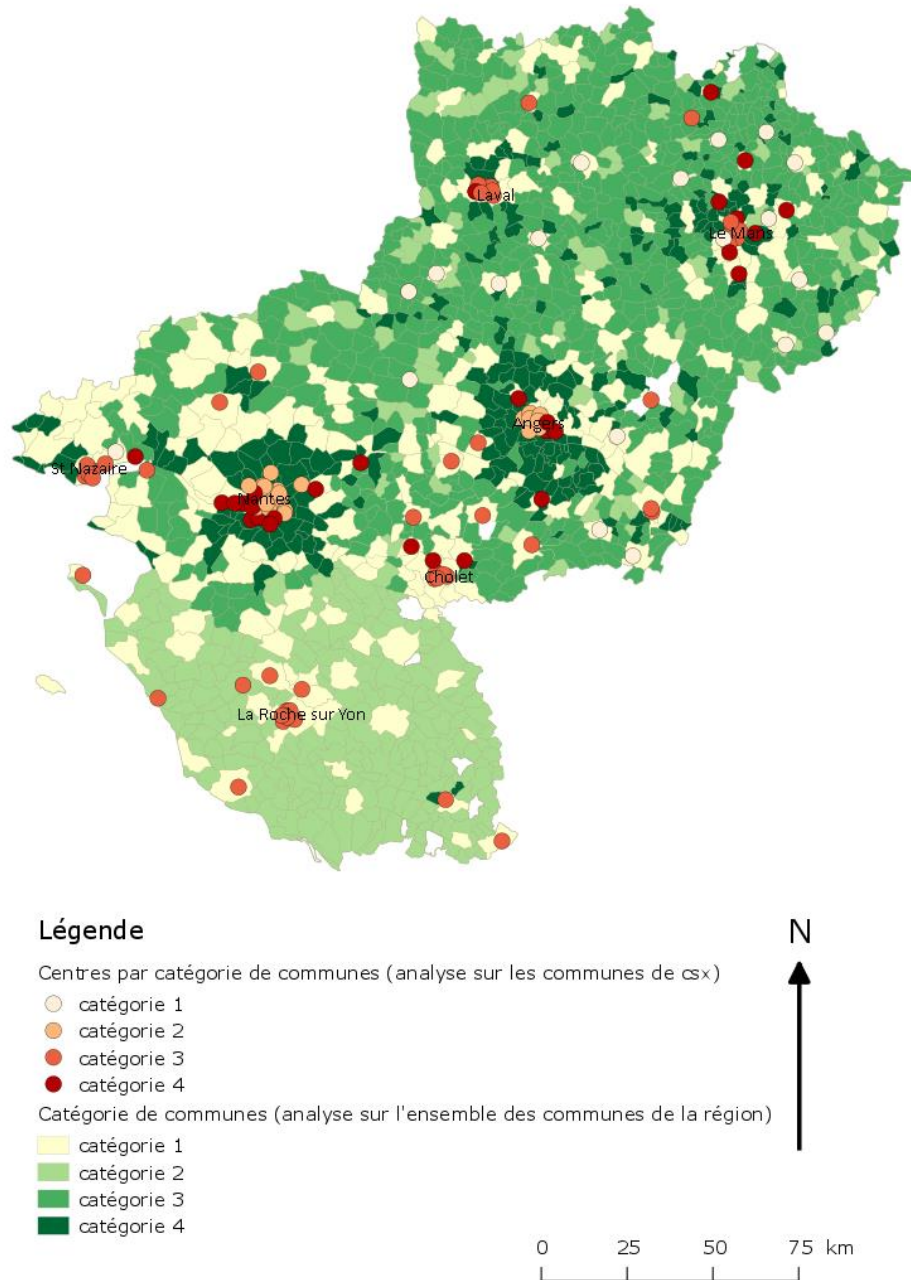 Laval
Le Mans
Angers
St Nazaire
Nantes
Cholet
La Roche sur Yon
Légende
N
Centres par catégorie de communes (analyse sur les communes de csx)
catégorie 1
catégorie 2
catégorie 3
catégorie 4
Catégorie de communes (analyse sur l'ensemble des communes de la région)
catégorie 1
catégorie 2
catégorie 3
catégorie 4
0 25 50 75 km